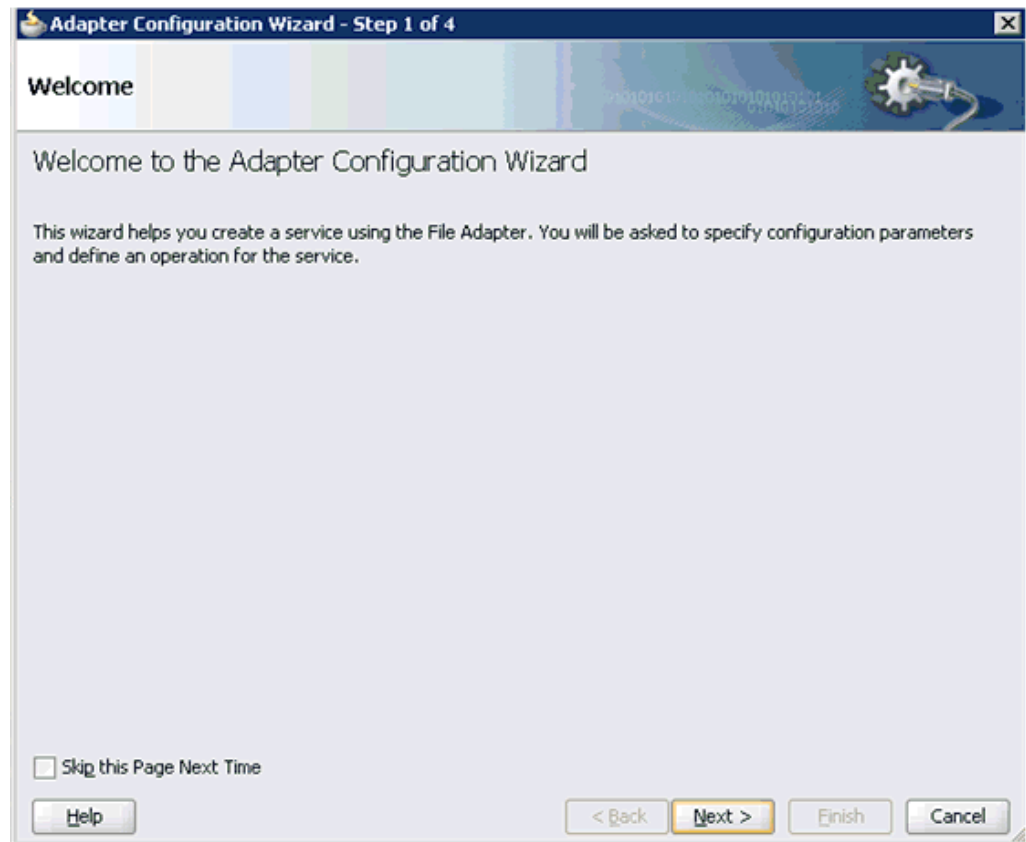 Adapter Configuration Wizard - Step 1 of 4
Welcome
Welcome to the Adapter Configuration Wizard
This wizard helps you create a service using the File Adapter. You will be asked to specify configuration parameters
and define an operation for the service.
Skip this Page Next Time
Help
< Back
Next >
Finish
Cancel